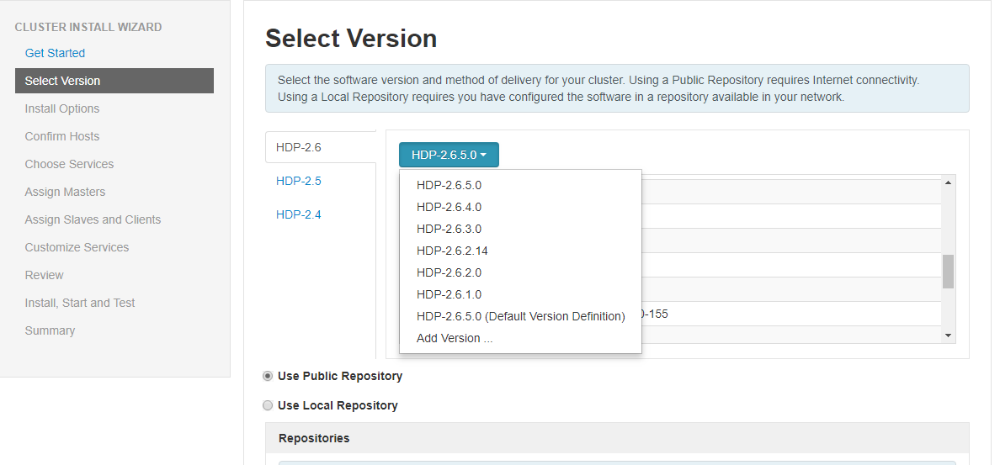 CLUSTER INSTALL WIZARD
Get Started
Select Version
Install Options
Confirm Hosts
Choose Services
Assign Masters
Assign Slaves and Clients
Customize Services
Review
Install, Start and Test
Summary
Select Version
Select the software version and method of delivery for your cluster. Using a Public Repository requires Internet connectivity.
Using a Local Repository requires you have configured the software in a repository available in your network.
HDP-2.6
HDP-2.5
HDP-2.4
HDP-2.6.5.0
HDP-2.6.5.0
HDP-2.6.4.0
HDP-2.6.3.0
HDP-2.6.2.14
HDP-2.6.2.0
HDP-2.6.1.0
HDP-2.6.5.0 (Default Version Definition)
Add Version ...
0-155
Use Public Repository
Use Local Repository
Repositories